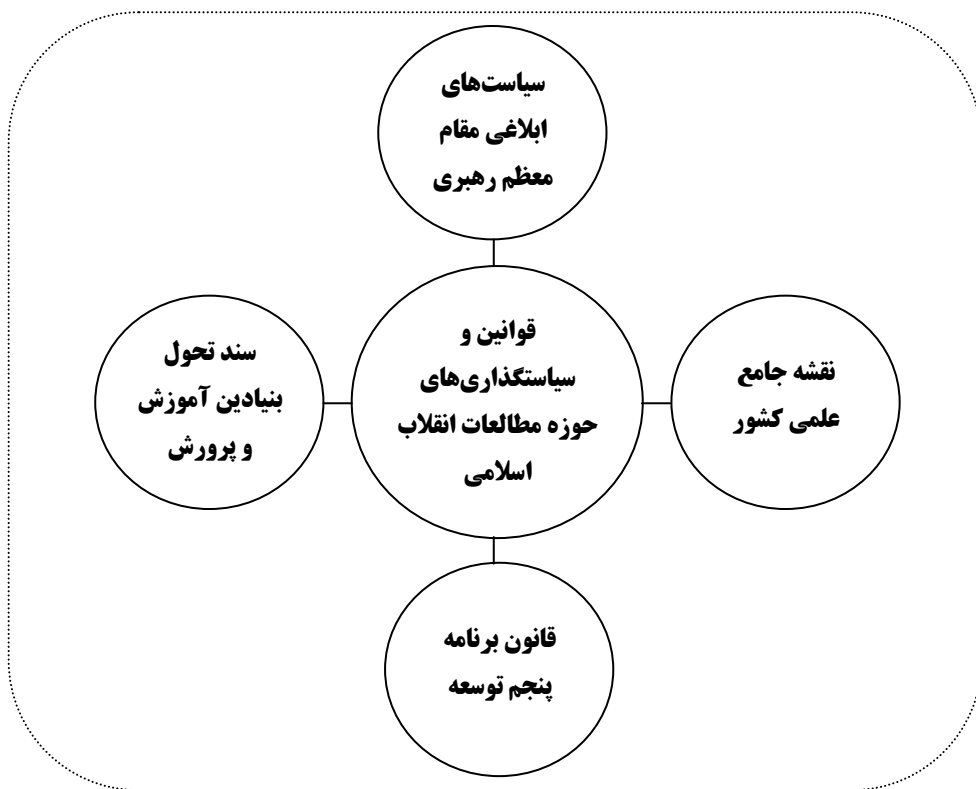 سیاست‌های
ابلاغی مقام
معظم رهبری
قوانین و
سیاستگذاری‌های
حوزه مطالعات انقلاب
اسلامی
نقشه جامع
علمی کشور
سند تحول
بنیادین آموزش
و پرورش
قانون برنامه
پنجم توسعه